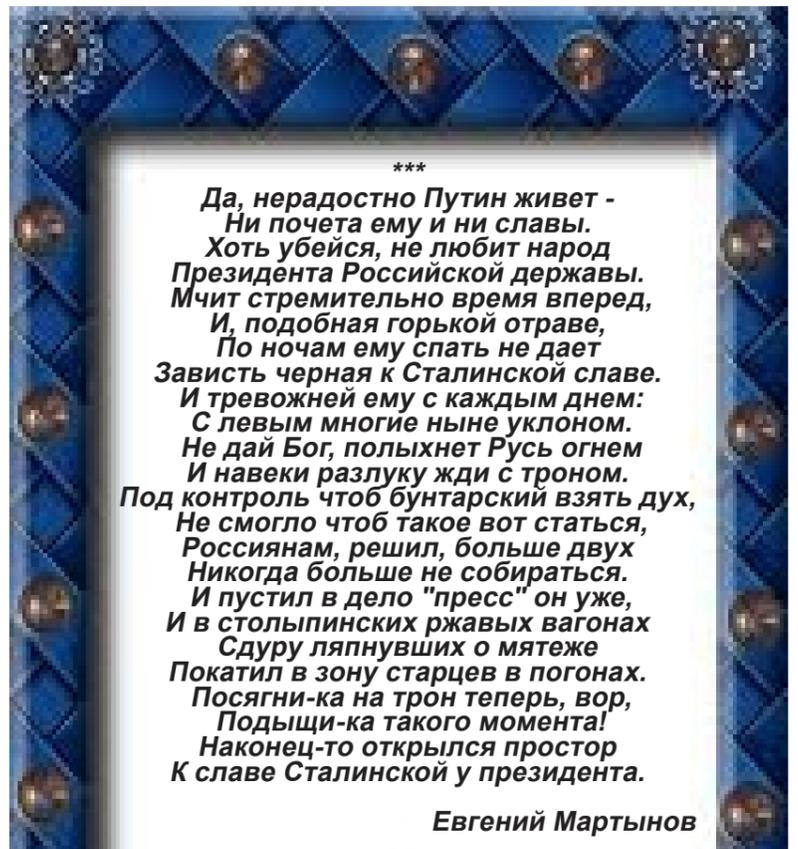 ***
Да, нерадостно Путин живет -
Ни почета ему и ни славы.
Хоть убейся, не любит народ
Президента Российской державы.
Мчит стремительно время вперед,
И, подобная горькой отраве,
По ночам ему спать не дает
Зависть черная к Сталинской славе.
И тревожней ему с каждым днем:
С левым многие ныне уклоном.
Не дай Бог, полыхнет Русь огнем
И навеки разлуку жди с троном.
Под контроль чтоб бунтарский взять дух,
Не смогло чтоб такое вот статься,
Россиянам, решил, больше двух
Никогда больше не собираться.
И пустил в дело "пресс" он уже,
И в столыпинских ржавых вагонах
Сдуру ляпнувших о мятеже
Покатил в зону старцев в погонах.
Посягни-ка на трон теперь, вор,
Подыщи-ка такого момента!
Наконец-то открылся простор
К славе Сталинской у президента.
Евгений Мартынов